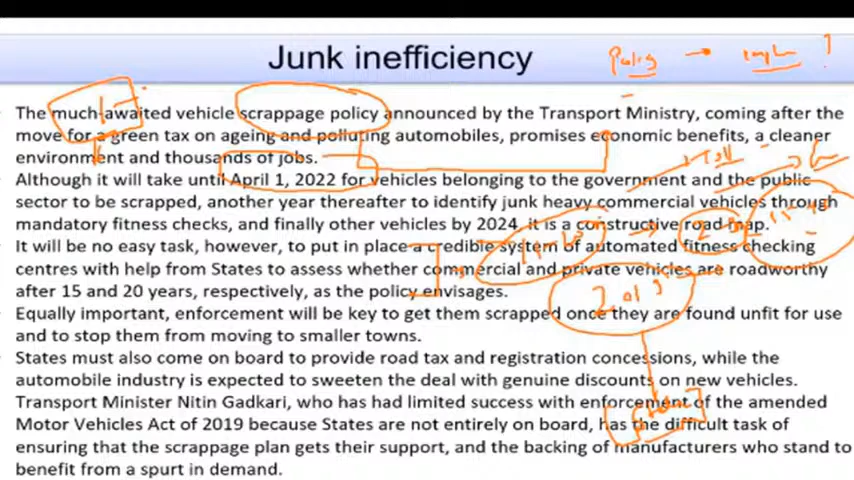 Junk inefficiency
policy → impl ?
The much-awaited vehicle scrappage policy announced by the Transport Ministry, coming after the
move for a green tax on ageing and polluting automobiles, promises economic benefits, a cleaner
environment and thousands of jobs.
Although it will take until April 1, 2022 for vehicles belonging to the government and the public
sector to be scrapped, another year thereafter to identify junk heavy commercial vehicles through
mandatory fitness checks, and finally other vehicles by 2024, it is a constructive road map.
It will be no easy task, however, to put in place a credible system of automated fitness checking
centres with help from States to assess whether commercial and private vehicles are roadworthy
after 15 and 20 years, respectively, as the policy envisages.
Equally important, enforcement will be key to get them scrapped once they are found unfit for use
and to stop them from moving to smaller towns.
States must also come on board to provide road tax and registration concessions, while the
automobile industry is expected to sweeten the deal with genuine discounts on new vehicles.
Transport Minister Nitin Gadkari, who has had limited success with enforcement of the amended
Motor Vehicles Act of 2019 because States are not entirely on board, has the difficult task of
ensuring that the scrappage plan gets their support, and the backing of manufacturers who stand to
benefit from a spurt in demand.